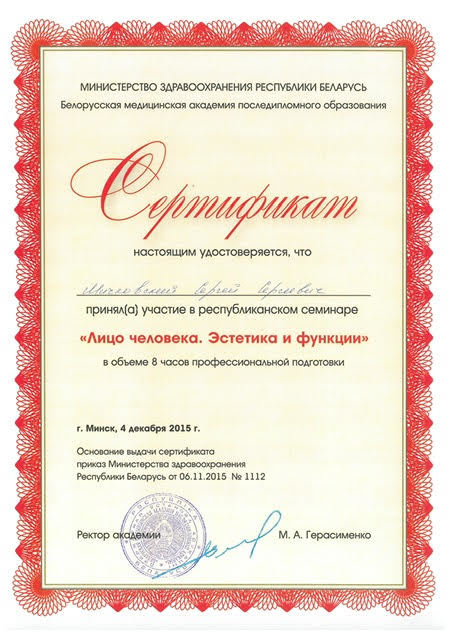 МИНИСТЕРСТВО ЗДРАВООХРАНЕНИЯ РЕСПУБЛИКИ БЕЛАРУСЬ
Белорусская медицинская академия последипломного образования
Сертификат
настоящим удостоверяется, что
Сергей Сергеевич
принял(а) участие в республиканском семинаре
«Лицо человека. Эстетика и функции»
в объеме 8 часов профессиональной подготовки
г. Минск, 4 декабря 2015 г.
Основание выдачи сертификата
приказ Министерства здравоохранения
Республики Беларусь от 06.11.2015 № 1112
Ректор академии М. А. Герасименко